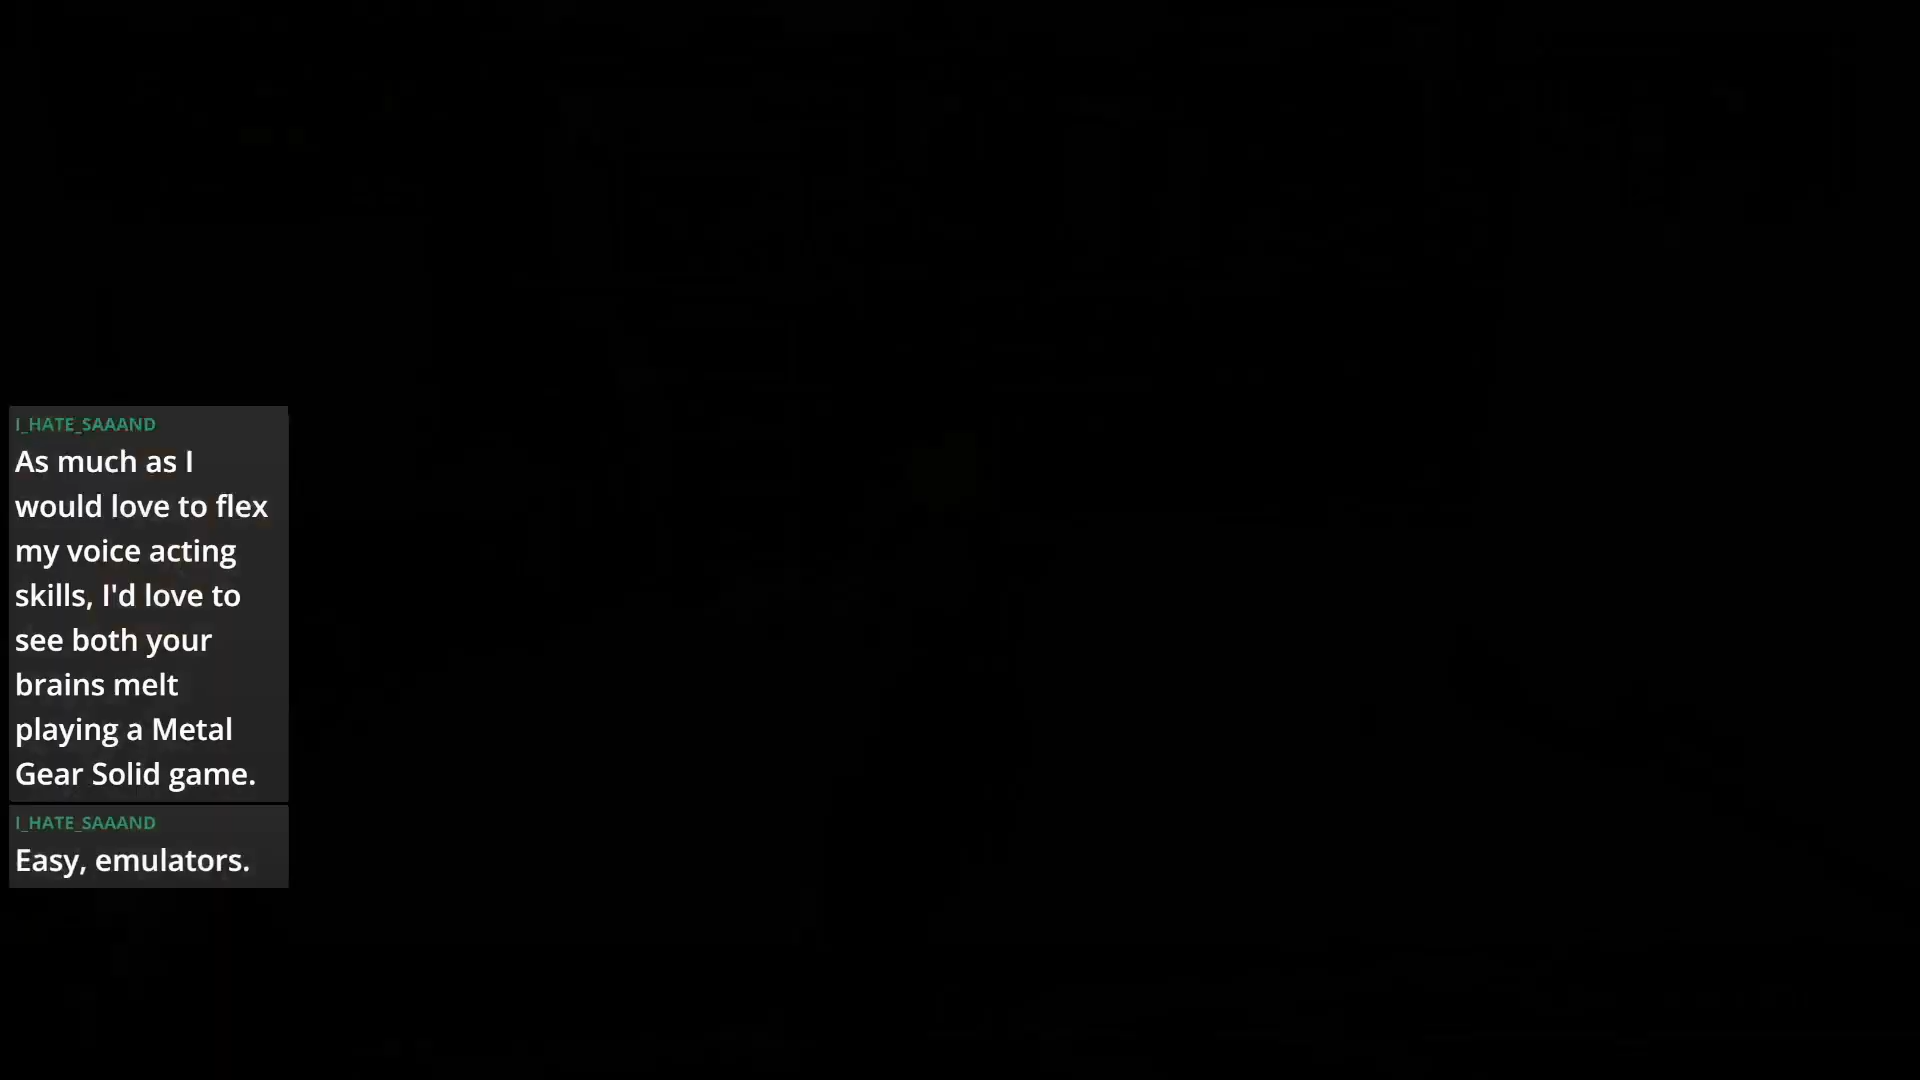 I_HATE_SAAAND
As much as I
would love to flex
my voice acting
skills, I'd love to
see both your
brains melt
playing a Metal
Gear Solid game.
I_HATE_SAAAND
Easy, emulators.